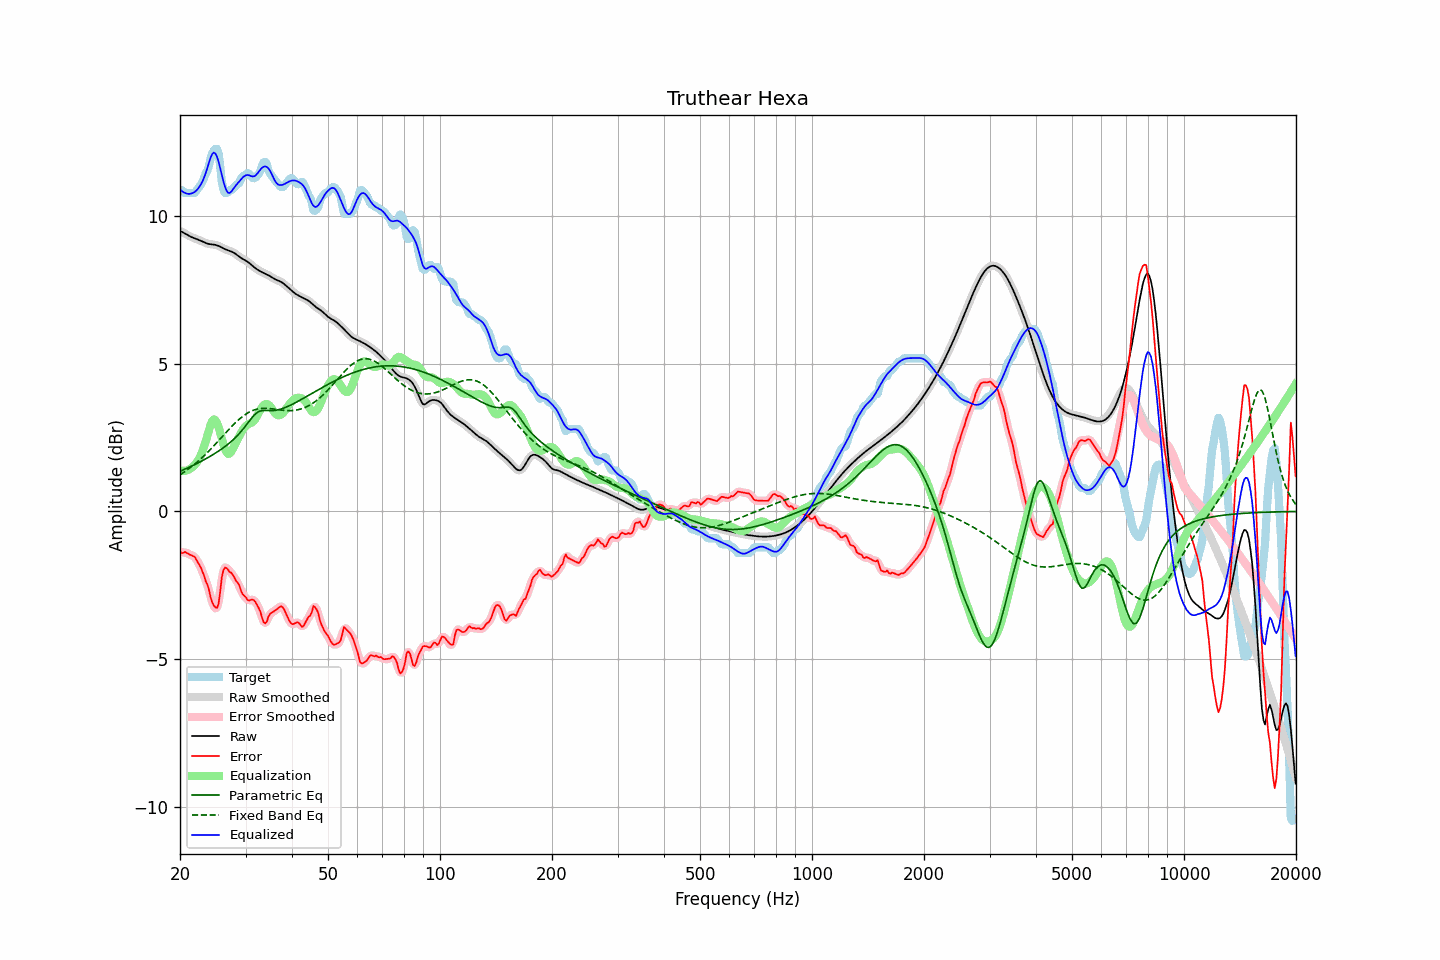 Truthear Hexa
Amplitude (dBr)
10
5
0
−5
−10
Target
Raw Smoothed
Error Smoothed
Raw
Error
Equalization
Parametric Eq
Fixed Band Eq
Equalized
20 50 100 200 500 1000 2000 5000 10000 20000
Frequency (Hz)